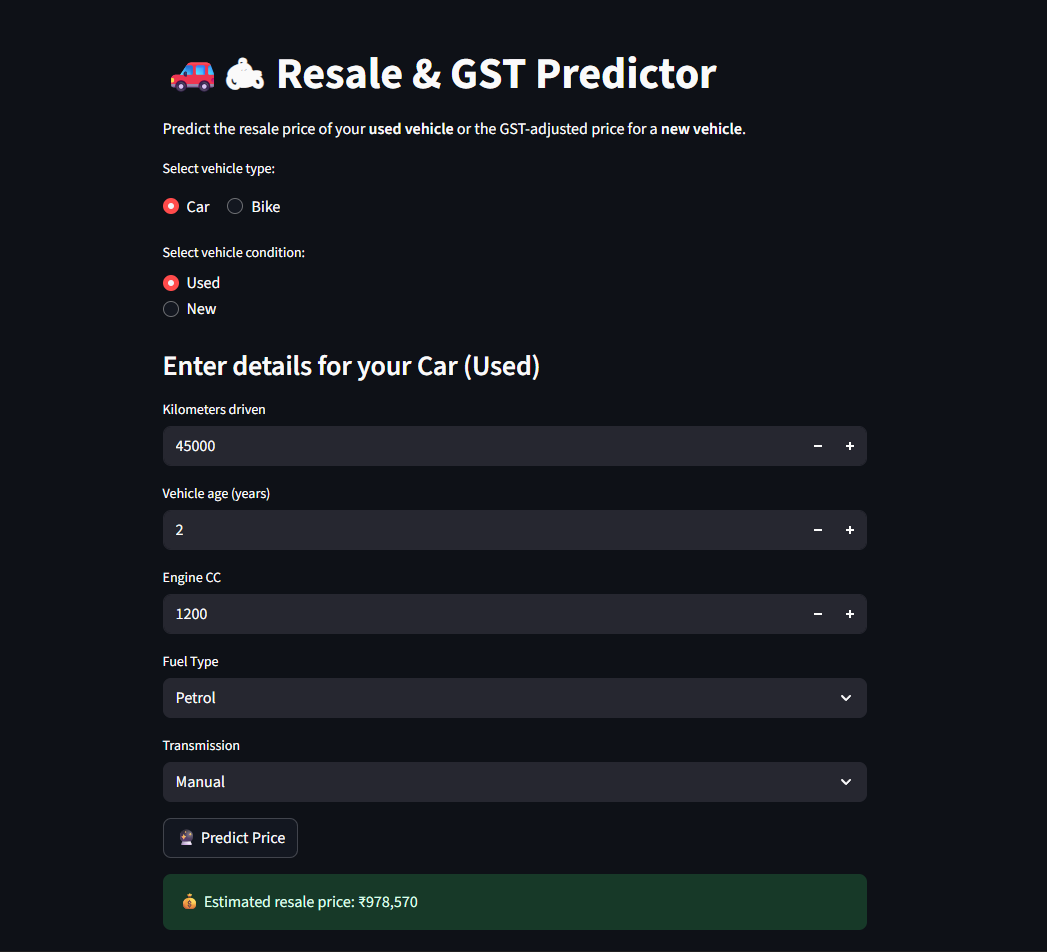 Resale & GST Predictor
Predict the resale price of your used vehicle or the GST-adjusted price for a new vehicle.
Select vehicle type:
Car Bike
Select vehicle condition:
Used
New
Enter details for your Car (Used)
Kilometers driven
45000
Vehicle age (years)
2
Engine CC
1200
Fuel Type
Petrol
Transmission
Manual
Predict Price
Estimated resale price: ₹978,570